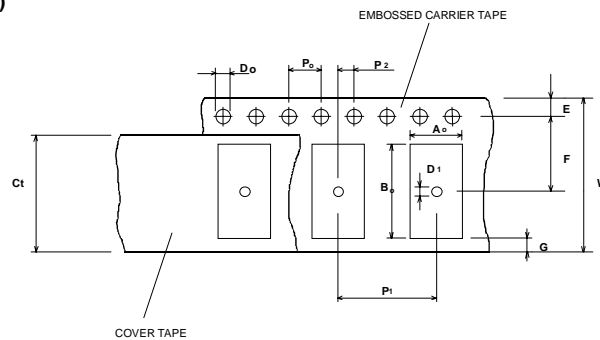 )
EMBOSSED CARRIER TAPE
Do Po P2
E
Ao
F
Ct D1 Bo W
G
P1
COVER TAPE